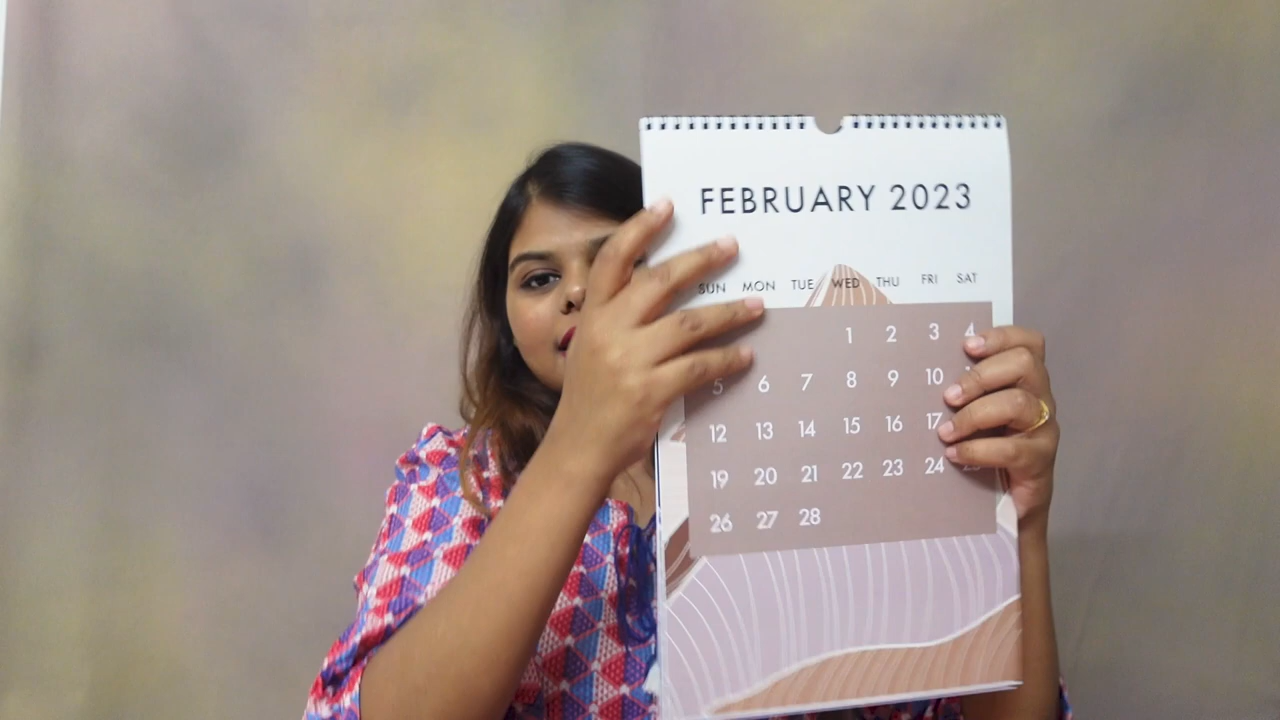 FEBRUARY 2023
SUN MON TUE WED THU FRI SAT
1 2 3 4
5 6 7 8 9 10
12 13 14 15 16 17
19 20 21 22 23 24 25
26 27 28